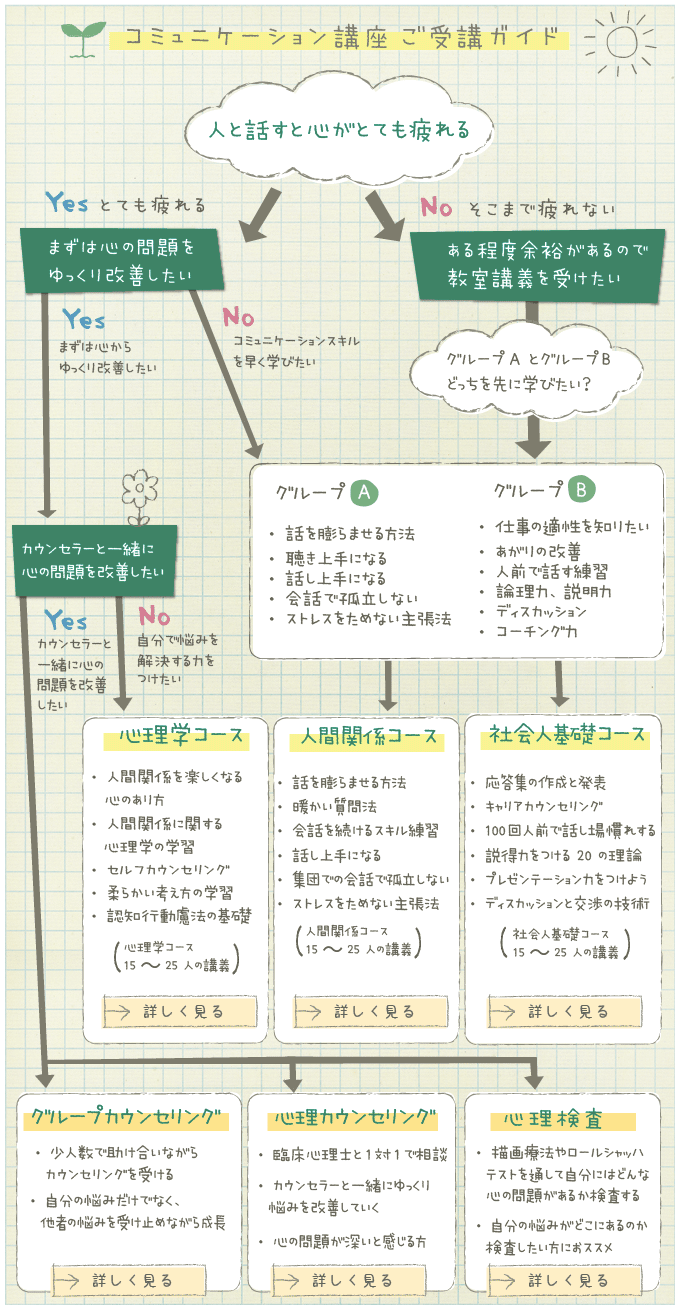 コミュニケーション講座 ご受講ガイド
人と話すと心がとても疲れる
Yes とても疲れる
No そこまで疲れない
まずは心の問題を
ゆっくり改善したい
ある程度余裕があるので
教室講義を受けたい
Yes
まずは心から
ゆっくり改善したい
No
コミュニケーションスキル
を早く学びたい
グループA とグループB
どっちを先に学びたい?
グループ A
・ 話を膨らませる方法
・ 聴き上手になる
・ 話し上手になる
・ 会話で孤立しない
・ ストレスをためない主張法
グループ B
・ 仕事の適性を知りたい
・ あがりの改善
・ 人前で話す練習
・ 論理力、説明力
・ ディスカッション
・ コーチング力
カウンセラーと一緒に
心の問題を改善したい
Yes
カウンセラーと
一緒に心の
問題を改善
したい
No
自分で悩みを
解決する力を
つけたい
心理学コース
・ 人間関係を楽しくなる
心のあり方
・ 人間関係に関する
心理学の学習
・ セルフカウンセリング
・ 柔らかい考え方の学習
・ 認知行動慮法の基礎
(心理学コース
15 〜 25 人の講義)
詳しく見る
人間関係コース
・ 話を膨らませる方法
・ 暖かい質問法
・ 会話を続けるスキル練習
・ 話し上手になる
・ 集団での会話で孤立しない
・ ストレスをためない主張法
(人間関係コース
15 〜 25 人の講義)
詳しく見る
社会人基礎コース
・ 応答集の作成と発表
・ キャリアカウンセリング
・ 100回人前で話し場慣れする
・ 説得力をつける 20 の理論
・ プレゼンテーション力をつけよう
・ ディスカッションと交渉の技術
(社会人基礎コース
15 〜 25 人の講義)
詳しく見る
グループカウンセリング
・ 少人数で助け合いながら
カウンセリングを受ける
・ 自分の悩みだけでなく、
他者の悩みを受け止めながら成長
詳しく見る
心理カウンセリング
・ 臨床心理士と1対1で相談
・ カウンセラーと一緒にゆっくり
悩みを改善していく
・ 心の問題が深いと感じる方
詳しく見る
心理検査
・ 描画療法やロールシャッハ
テストを通して自分にはどんな
心の問題があるか検査する
・ 自分の悩みがどこにあるのか
検査したい方におススメ
詳しく見る